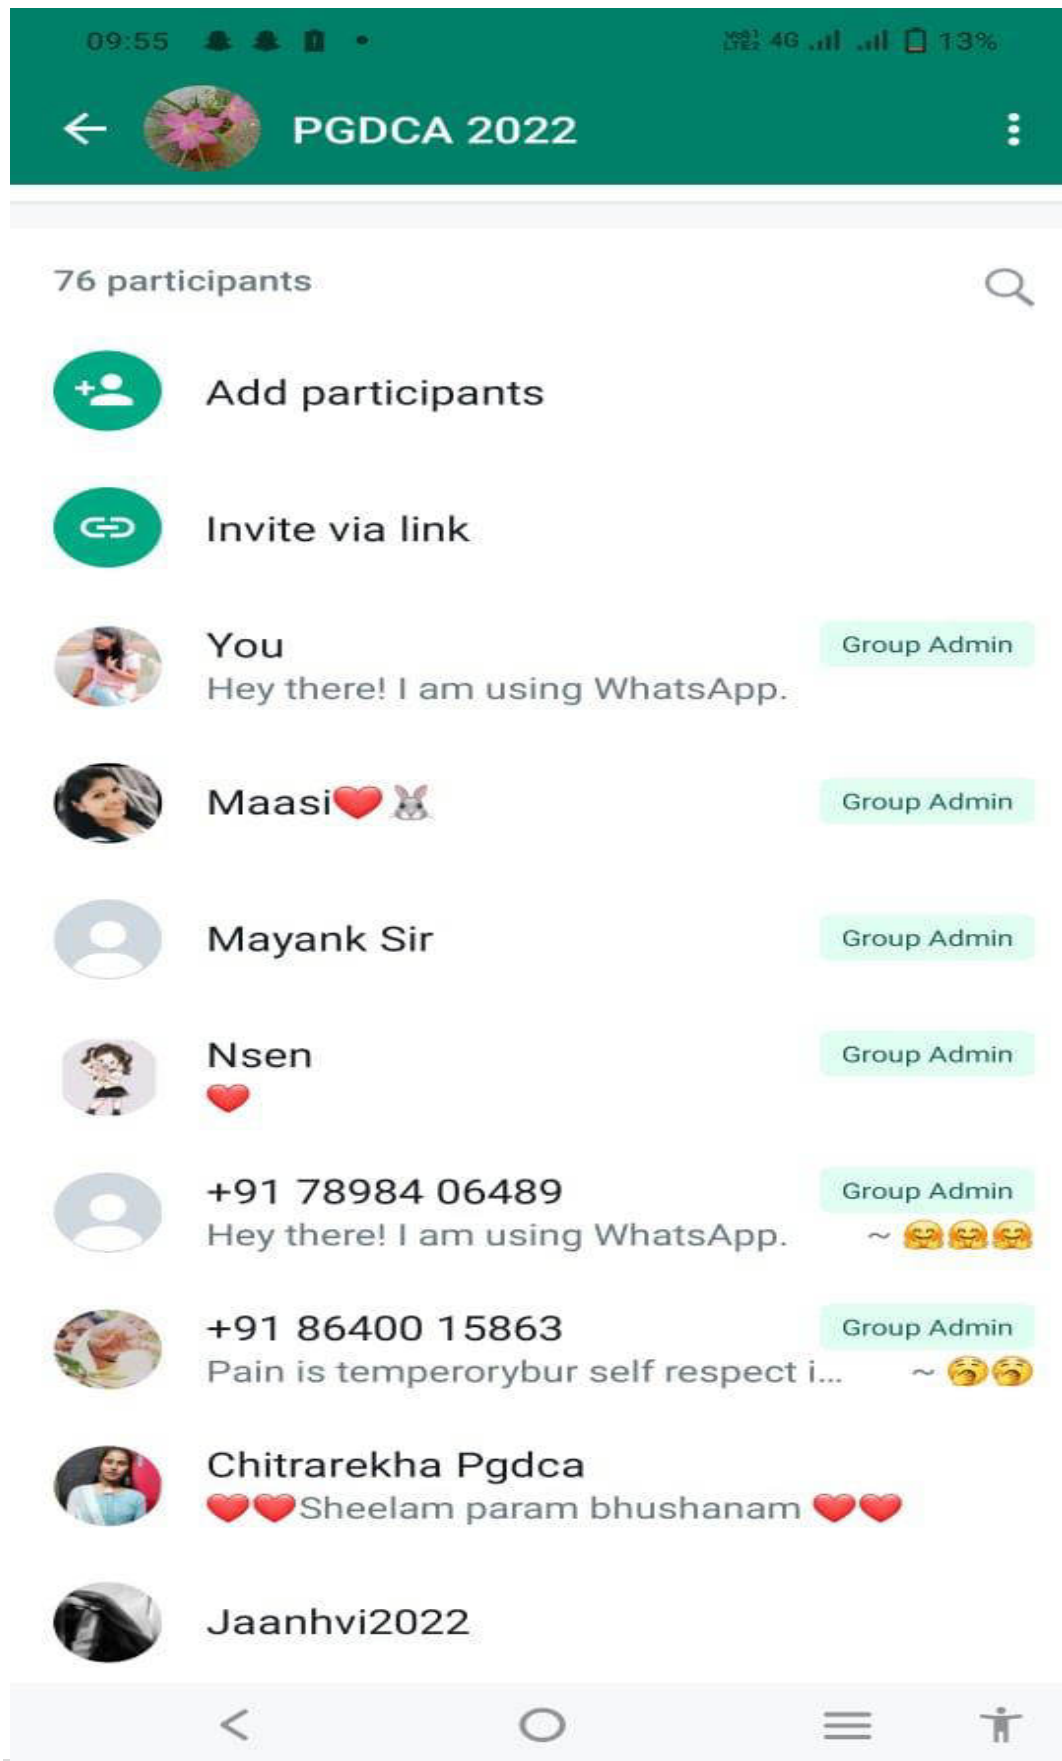 09:55
4G 13%
PGDCA 2022
76 participants
Add participants
Invite via link
You Group Admin
Hey there! I am using WhatsApp.
Maasi❤️🐰 Group Admin
Mayank Sir Group Admin
Nsen Group Admin
❤️
+91 78984 06489 Group Admin
Hey there! I am using WhatsApp. ~ 🤗🤗🤗
+91 86400 15863 Group Admin
Pain is temperorybur self respect i... ~ 🥱🥱
Chitrarekha Pgdca
❤️❤️Sheelam param bhushanam ❤️❤️
Jaanhvi2022